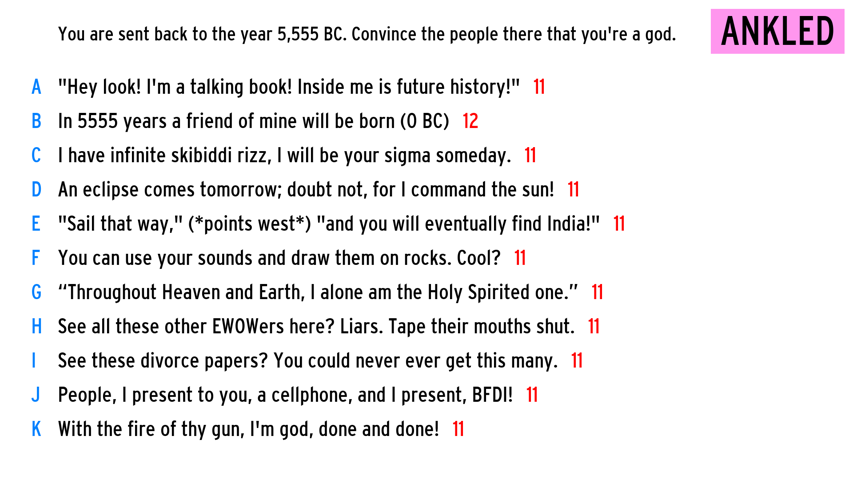 You are sent back to the year 5,555 BC. Convince the people there that you're a god.
ANKLED
A "Hey look! I'm a talking book! Inside me is future history!" 11
B In 5555 years a friend of mine will be born (0 BC) 12
C I have infinite skibiddi rizz, I will be your sigma someday. 11
D An eclipse comes tomorrow; doubt not, for I command the sun! 11
E "Sail that way," (*points west*) "and you will eventually find India!" 11
F You can use your sounds and draw them on rocks. Cool? 11
G “Throughout Heaven and Earth, I alone am the Holy Spirited one.” 11
H See all these other EWOWers here? Liars. Tape their mouths shut. 11
I See these divorce papers? You could never ever get this many. 11
J People, I present to you, a cellphone, and I present, BFDI! 11
K With the fire of thy gun, I'm god, done and done! 11